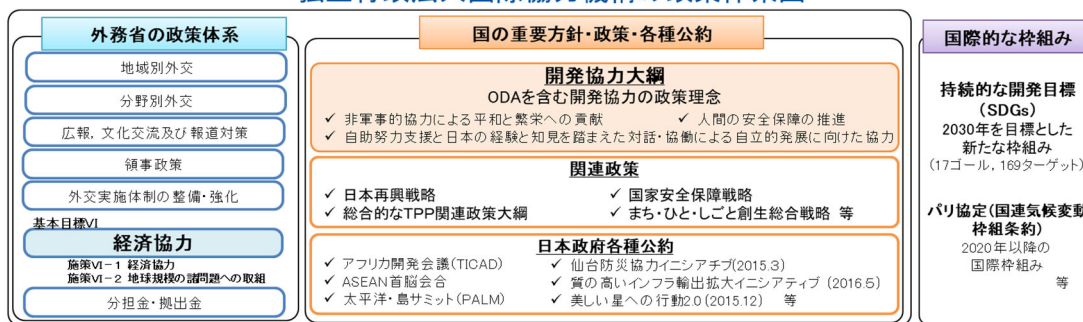 外務省の政策体系
地域別外交
分野別外交
広報，文化交流及び報道対策
領事政策
外交実施体制の整備・強化
基本目標Ⅵ
経済協力
施策Ⅵ－1 経済協力
施策Ⅵ－2 地球規模の諸問題への取組
分担金・拠出金
国の重要方針・政策・各種公約
開発協力大綱
ODAを含む開発協力の政策理念
✓ 非軍事的協力による平和と繁栄への貢献 ✓ 人間の安全保障の推進
✓ 自助努力支援と日本の経験と知見を踏まえた対話・協働による自立的発展に向けた協力
関連政策
✓ 日本再興戦略 ✓ 国家安全保障戦略
✓ 総合的なTPP関連政策大綱 ✓ まち・ひと・しごと創生総合戦略 等
日本政府各種公約
✓ アフリカ開発会議(TICAD) ✓ 仙台防災協力イニシアチブ(2015.3)
✓ ASEAN首脳会合 ✓ 質の高いインフラ輸出拡大イニシアティブ (2016.5)
✓ 太平洋・島サミット(PALM) ✓ 美しい星への行動2.0(2015.12) 等
国際的な枠組み
持続的な開発目標
(SDGs)
2030年を目標とした
新たな枠組み
(17ゴール，169ターゲット)
パリ協定(国連気候変動
枠組条約)
2020年以降の
国際枠組み
等